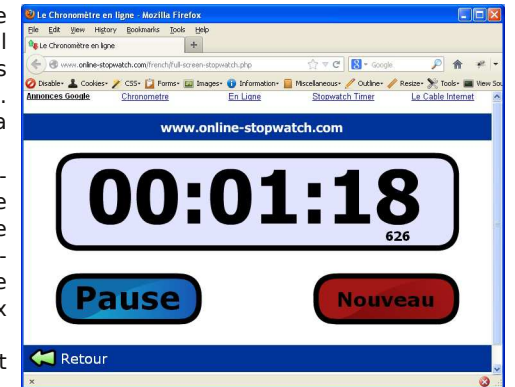 e
l
s
.
a
-
e
e
-
e
x
t
Le Chronomètre en ligne - Mozilla Firefox
File Edit View History Bookmarks Tools Help
Le Chronomètre en ligne
www.online-stopwatch.com/french/full-screen-stopwatch.php
Google
Disable Cookies CSS Forms Images Information Miscellaneous Outline Resize Tools View Sou
Annonces Google Chronometre En Ligne Stopwatch Timer Le Cable Internet
www.online-stopwatch.com
00:01:18
626
Pause
Nouveau
Retour